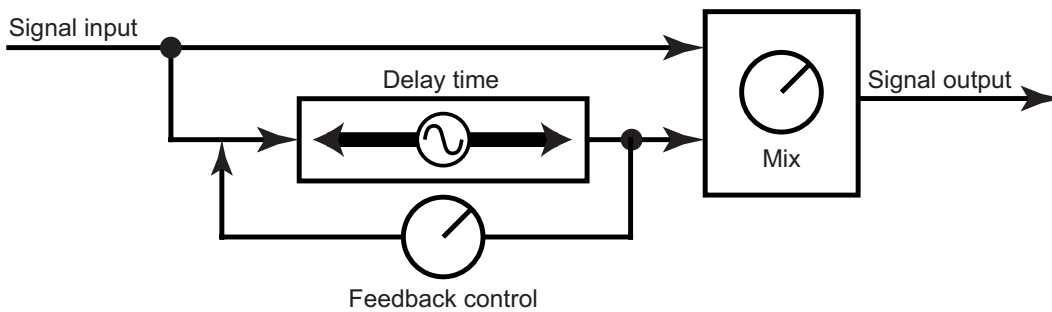 Signal input
Delay time
Signal output
Mix
Feedback control